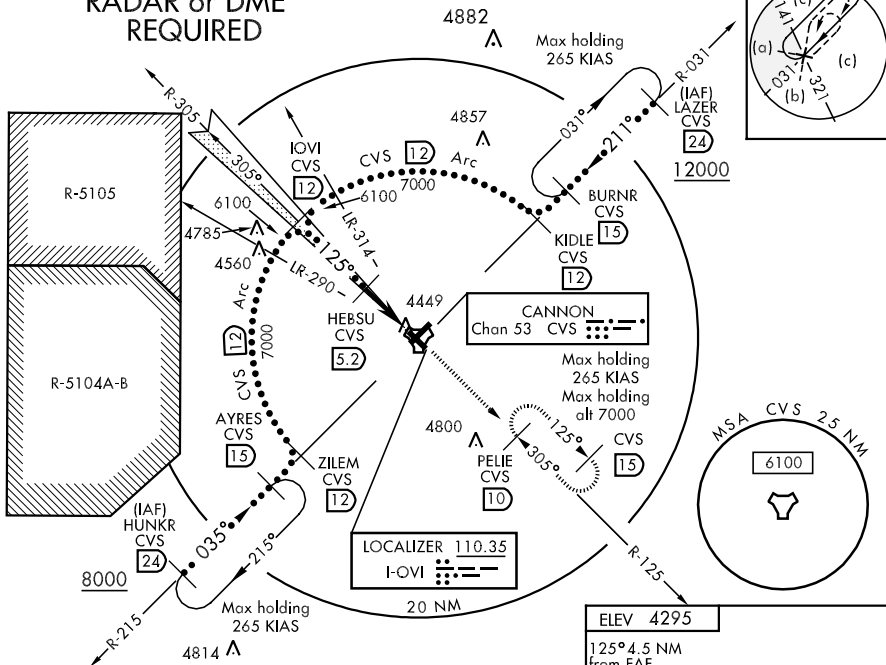 RADAR or DME
REQUIRED
4882
Max holding
265 KIAS
R-031
(IAF)
LAZER
CVS
24
12000
141
(c)
(a)
(c)
031
(b)
321
R-305
305°
IOVI
CVS
12
CVS 12 Arc
7000
4857
031°
211°
BURNR
CVS
15
KIDLE
CVS
12
R-5105
6100
6100
4785
4560
LR-314
LR-290
125°
4449
HEBSU
CVS
5.2
CANNON
Chan 53 CVS
Arc
12
7000
CVS
R-5104A-B
Max holding
265 KIAS
Max holding
alt 7000
AYRES
CVS
15
ZILEM
CVS
12
4800
125°
305°
CVS
15
PELIE
CVS
10
MSA CVS 25 NM
6100
(IAF)
HUNKR
CVS
24
8000
035°
215°
LOCALIZER 110.35
I-OVI
R-125
R-215
Max holding
265 KIAS
20 NM
4814
ELEV 4295
125° 4.5 NM
from FAF